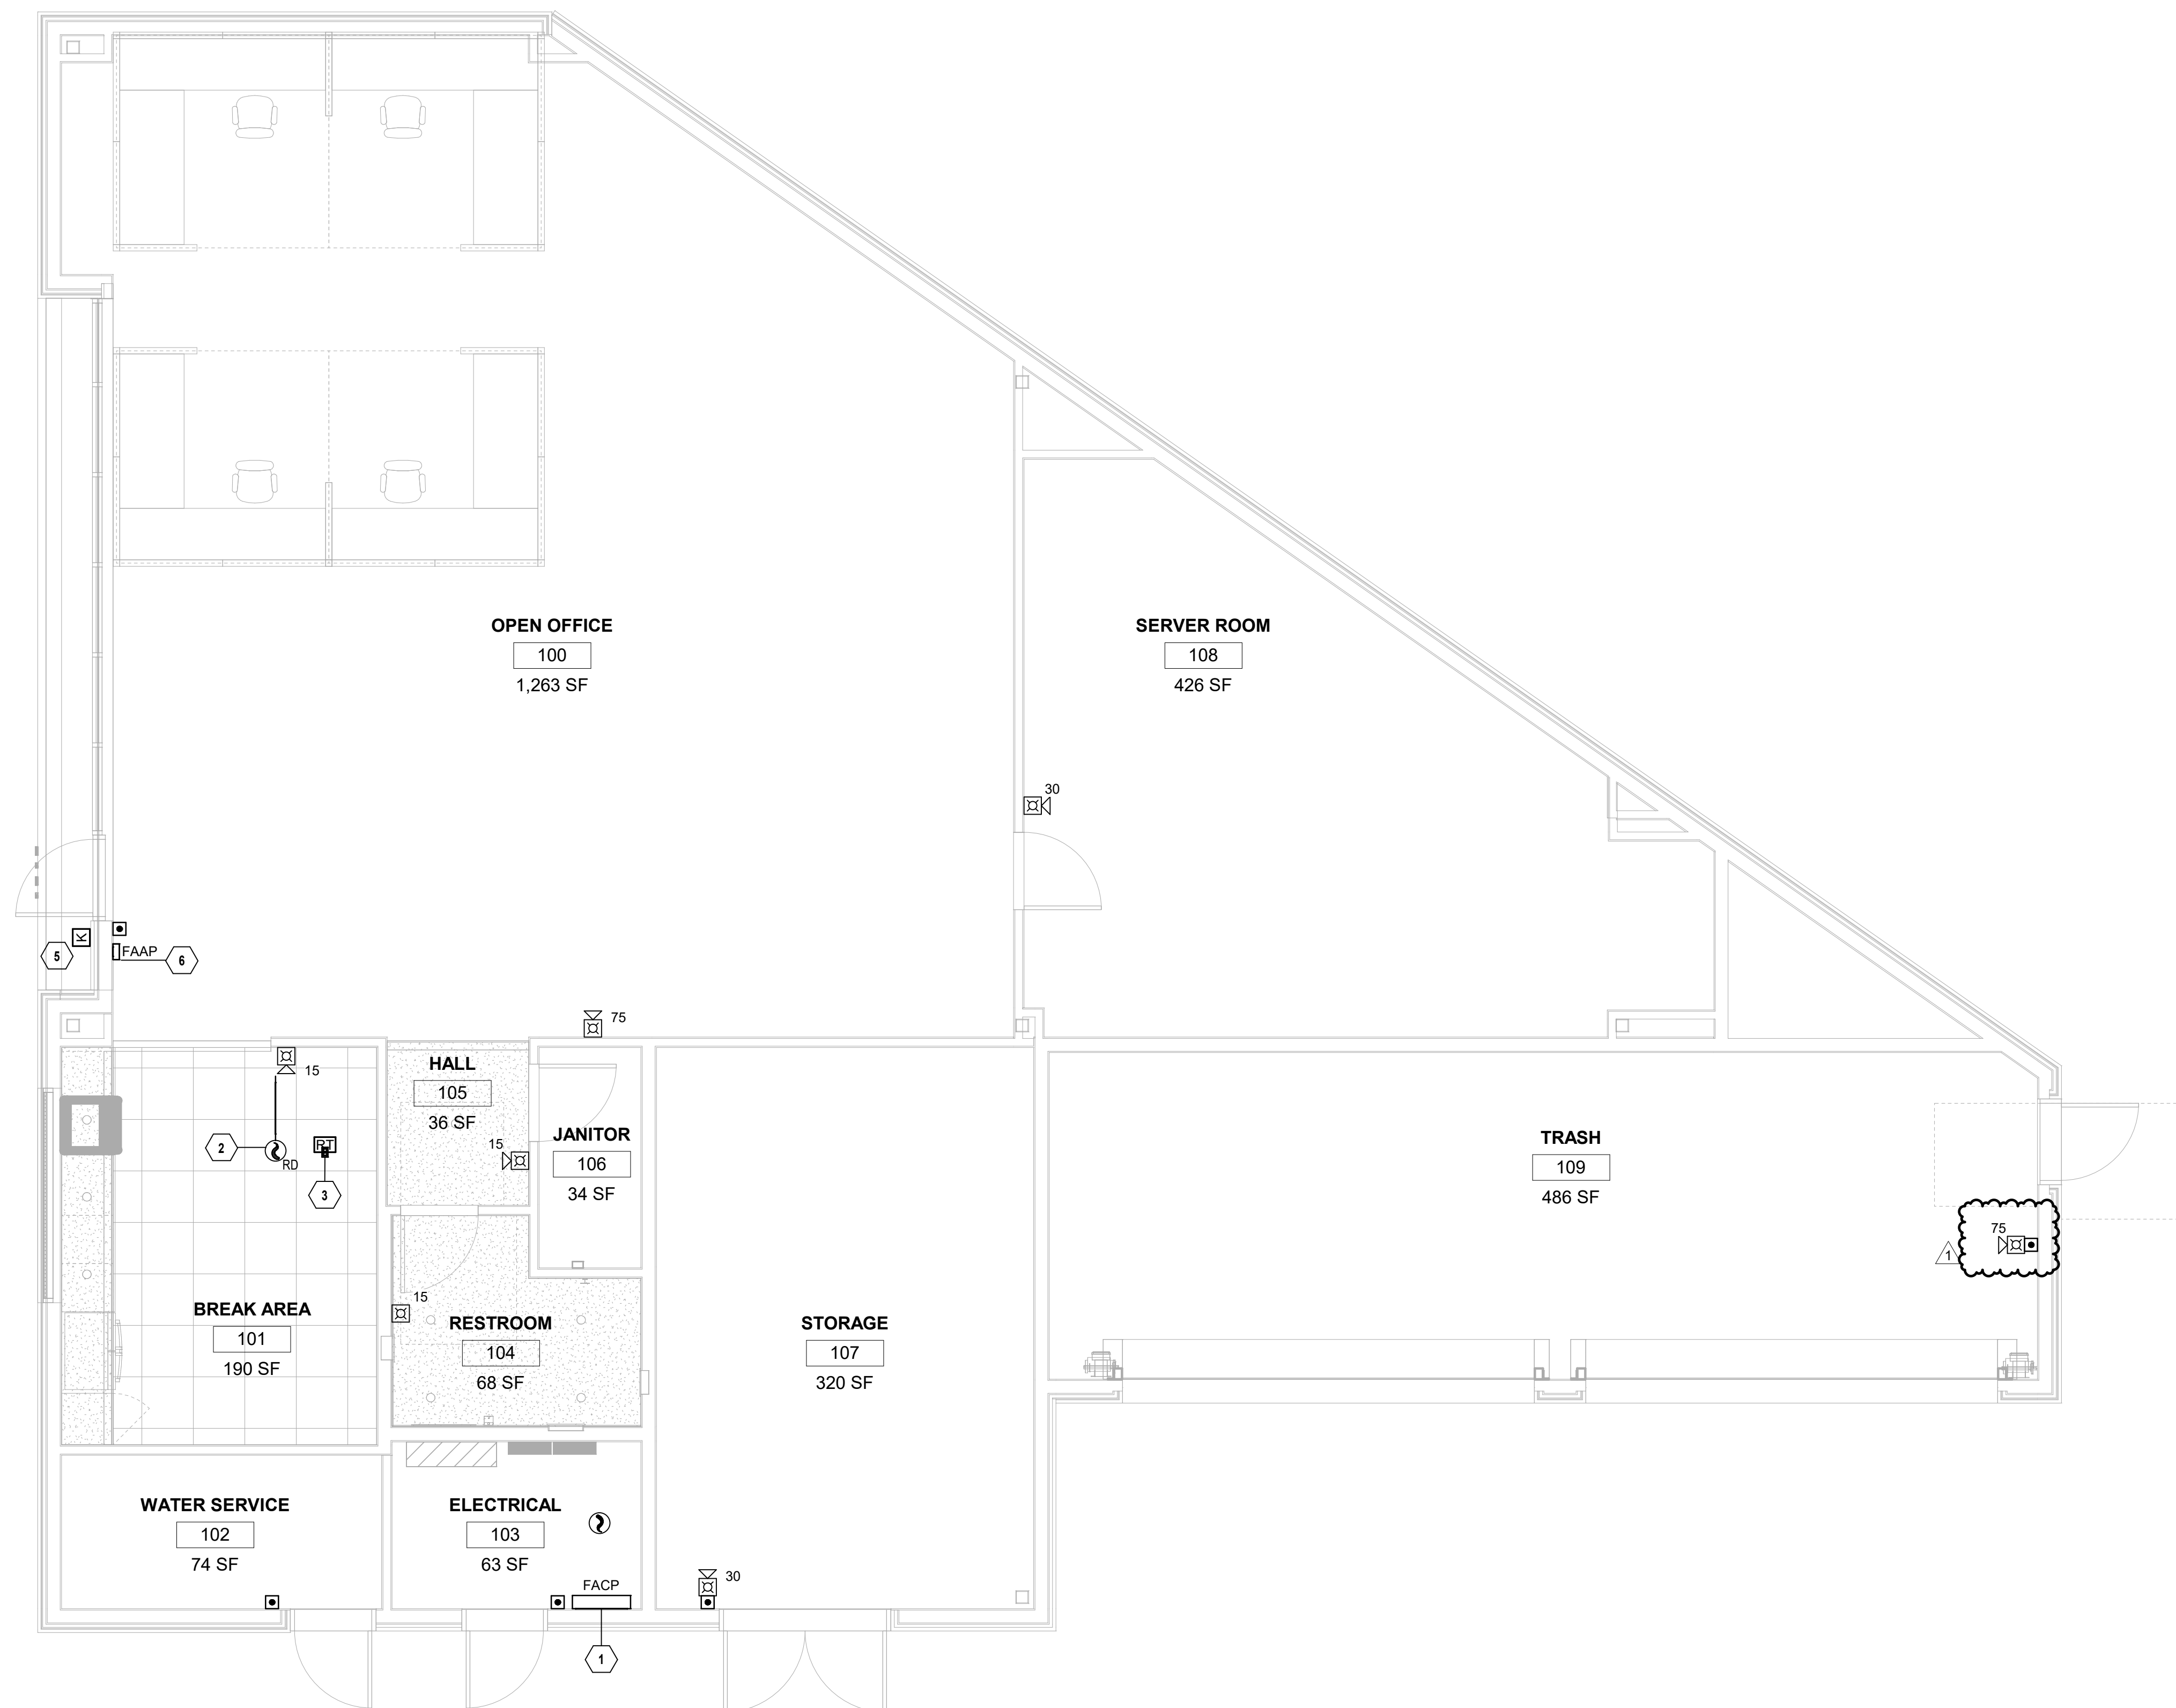 OPEN OFFICE
100
1,263 SF
SERVER ROOM
108
426 SF
30
5
K
FAAP
6
75
15
HALL
105
36 SF
15
JANITOR
106
34 SF
2
RD
RT
3
TRASH
109
486 SF
75
1
BREAK AREA
101
190 SF
15
RESTROOM
104
68 SF
STORAGE
107
320 SF
WATER SERVICE
102
74 SF
ELECTRICAL
103
63 SF
FACP
30
1